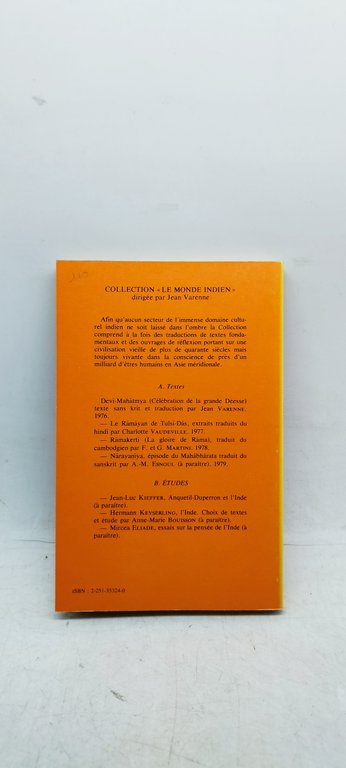 COLLECTION « LE MONDE INDIEN »
dirigée par Jean Varenne
Afin qu'aucun secteur de l'immense domaine cultu-
rel indien ne soit laissé dans l'ombre la Collection
comprend à la fois des traductions de textes fonda-
mentaux et des ouvrages de réflexion portant sur une
civilisation vieille de plus de quarante siècles mais
toujours vivante dans la conscience de près d'un
milliard d'êtres humains en Asie méridionale.
A. Textes
Devi-Mahâtmya (Célébration de la grande Déesse)
texte sans krit et traduction par Jean VARENNE.
1976.
— Le Râmâyan de Tulsî-Dâs, extraits traduits du
hindi par Charlotte VAUDEVILLE. 1977.
— Râmakerti (La gloire de Râma), traduit du
cambodgien par F. et G. MARTINI. 1978.
— Nârâyaṇîya, épisode du Mahâbhârata traduit du
sanskrit par A.-M. ESNOUL (à paraître). 1979.
B. ÉTUDES
— Jean-Luc KIEFFER, Anquetil-Duperron et l'Inde
(à paraître).
— Hermann KEYSERLING, l'Inde. Choix de textes
et étude par Anne-Marie BOUISSON (à paraître).
— Mircea ELIADE, essais sur la pensée de l'Inde (à
paraître).
ISBN : 2-251-35324-0